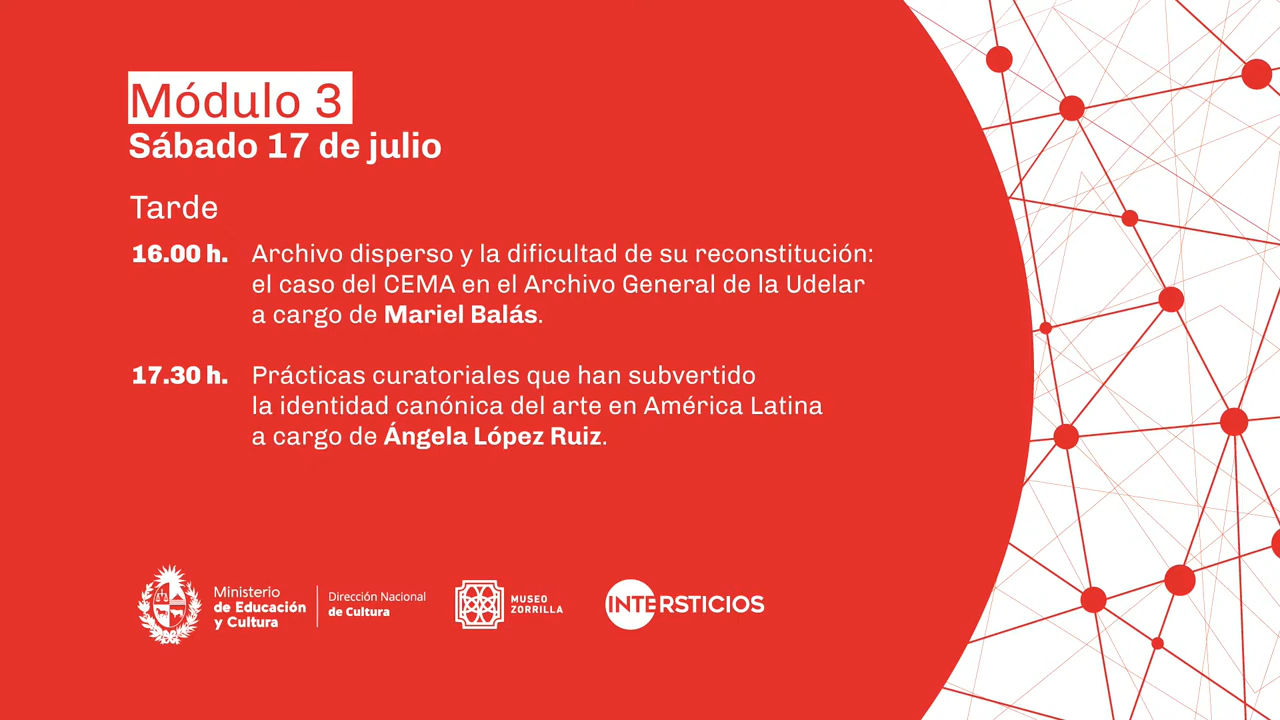 Módulo 3
Sábado 17 de julio
Tarde
16.00 h. Archivo disperso y la dificultad de su reconstitución:
el caso del CEMA en el Archivo General de la Udelar
a cargo de Mariel Balás.
17.30 h. Prácticas curatoriales que han subvertido
la identidad canónica del arte en América Latina
a cargo de Ángela López Ruiz.
Ministerio
de Educación
y Cultura
Dirección Nacional
de Cultura
MUSEO
ZORRILLA
INTERSTICIOS